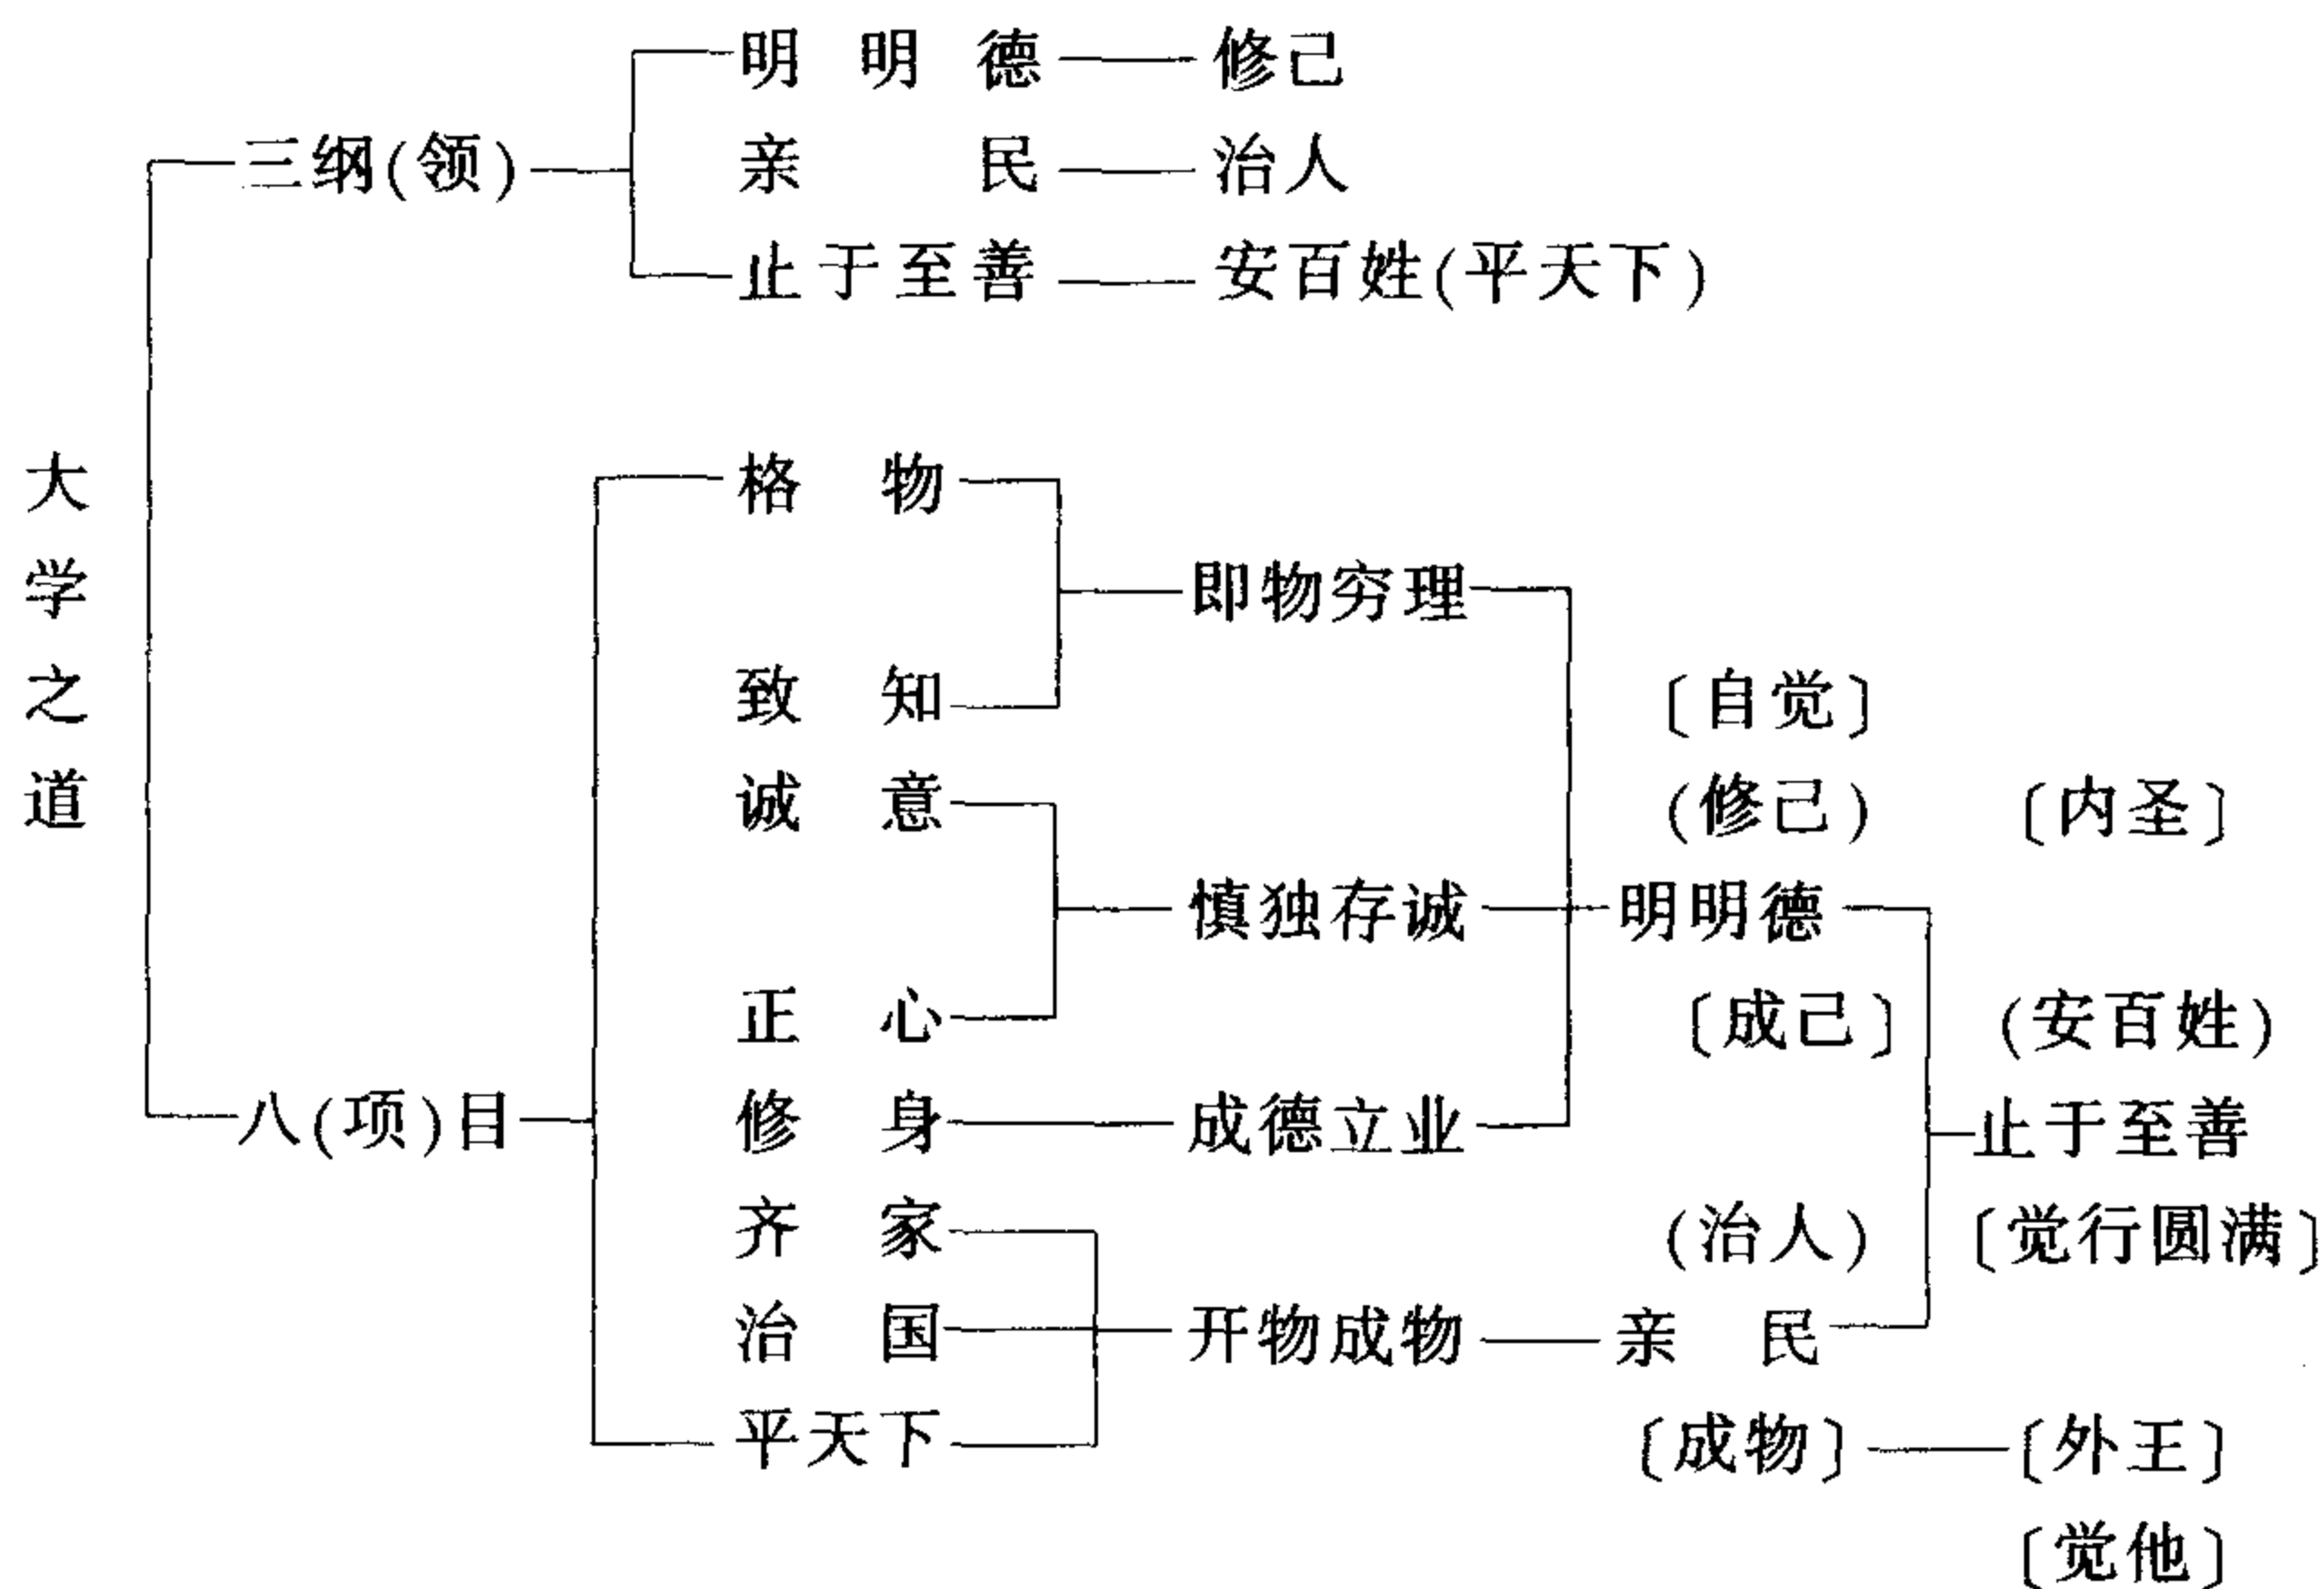 大学之道
三纲(领)
明明德 修己
亲民 治人
止于至善 安百姓(平天下)
八(项)目
格物
致知
即物穷理
诚意
正心
慎独存诚
修身 成德立业
齐家
治国
平天下
开物成物
〔自觉〕
(修己) 〔内圣〕
明明德
〔成己〕 (安百姓)
止于至善
(治人) 〔觉行圆满〕
亲民
〔成物〕 〔外王〕
〔觉他〕